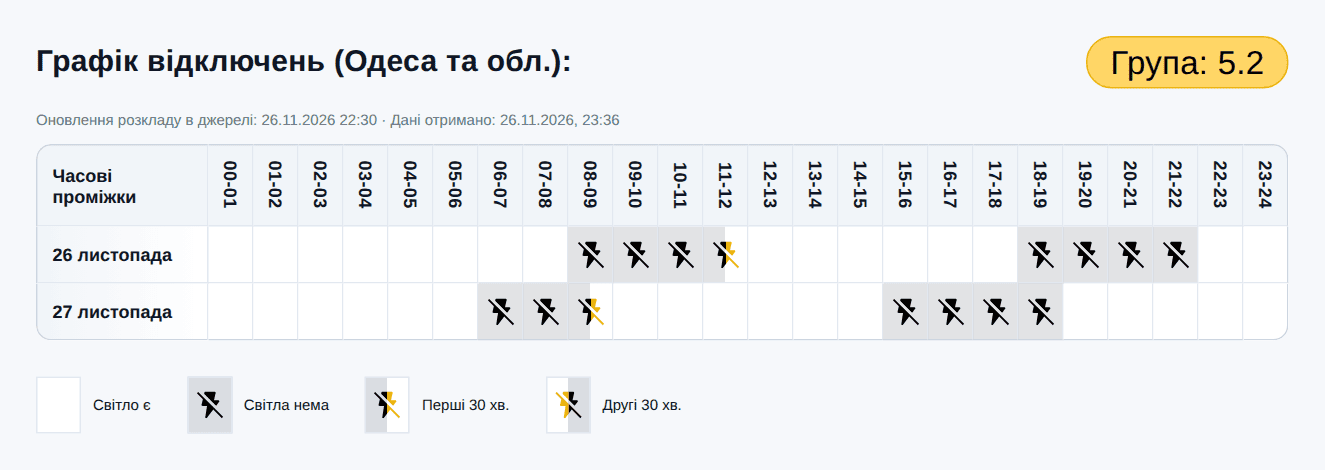 Графік відключень (Одеса та обл.):
Група: 5.2
Оновлення розкладу в джерелі: 26.11.2026 22:30 · Дані отримано: 26.11.2026, 23:36
Часові
проміжки
00-01
01-02
02-03
03-04
04-05
05-06
06-07
07-08
08-09
09-10
10-11
11-12
12-13
13-14
14-15
15-16
16-17
17-18
18-19
19-20
20-21
21-22
22-23
23-24
26 листопада
27 листопада
Світло є
Світла нема
Перші 30 хв.
Другі 30 хв.